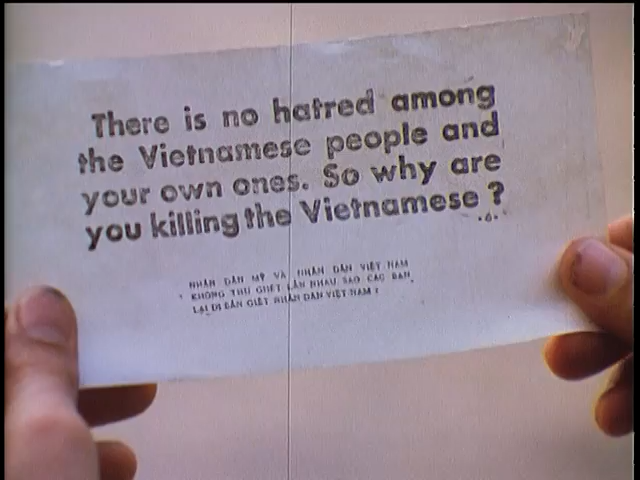 There is no hatred among
the Vietnamese people and
your own ones. So why are
you killing the Vietnamese ?
NHÂN DÂN MỸ VÀ NHÂN DÂN VIỆT NAM
KHÔNG THÙ GHÉT LẪN NHAU SAO CÁC BẠN
LẠI ĐI BẮN GIẾT NHÂN DÂN VIỆT NAM ?